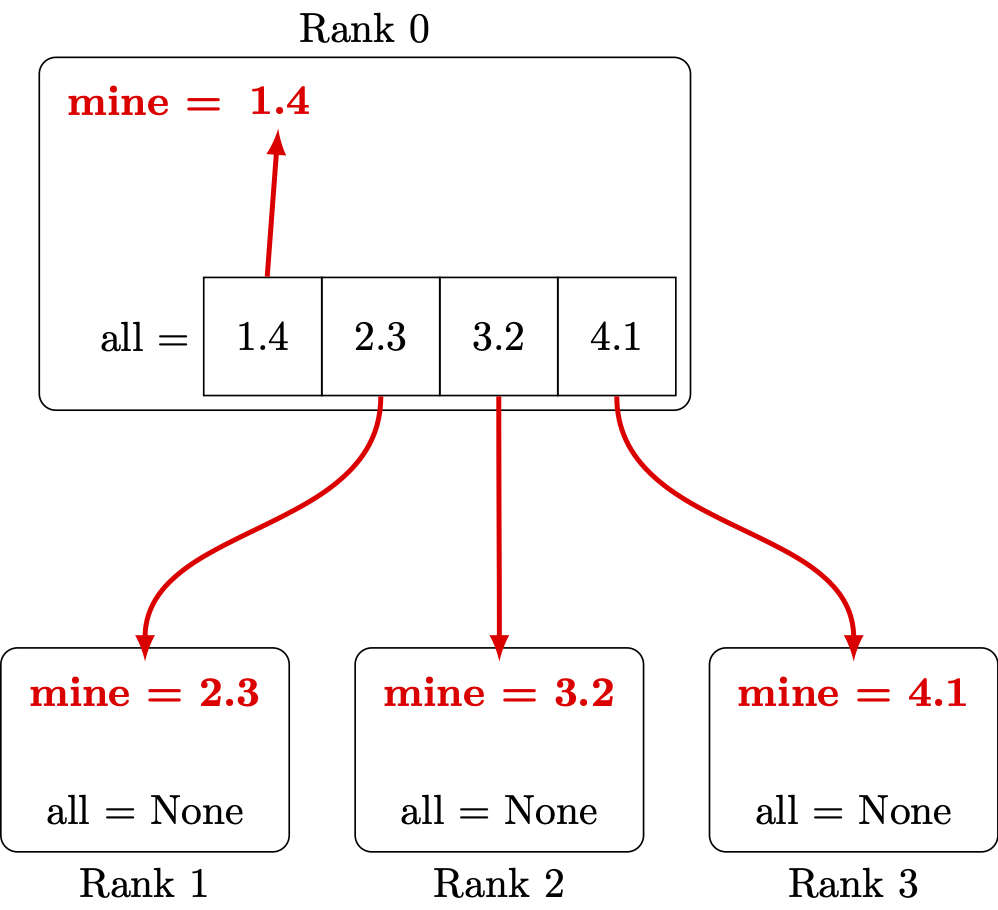 Rank 0
mine = 1.4
all = 1.4 2.3 3.2 4.1
mine = 2.3
all = None
Rank 1
mine = 3.2
all = None
Rank 2
mine = 4.1
all = None
Rank 3